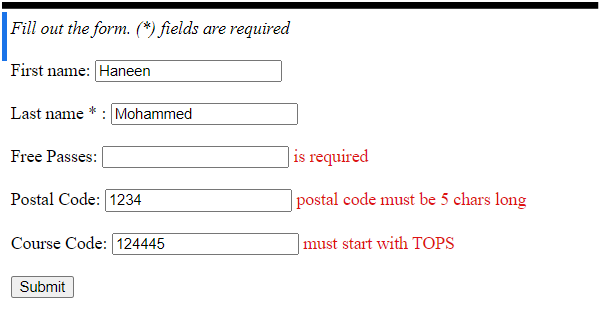 Fill out the form. (*) fields are required
First name: Haneen
Last name * : Mohammed
Free Passes: is required
Postal Code: 1234 postal code must be 5 chars long
Course Code: 124445 must start with TOPS
Submit